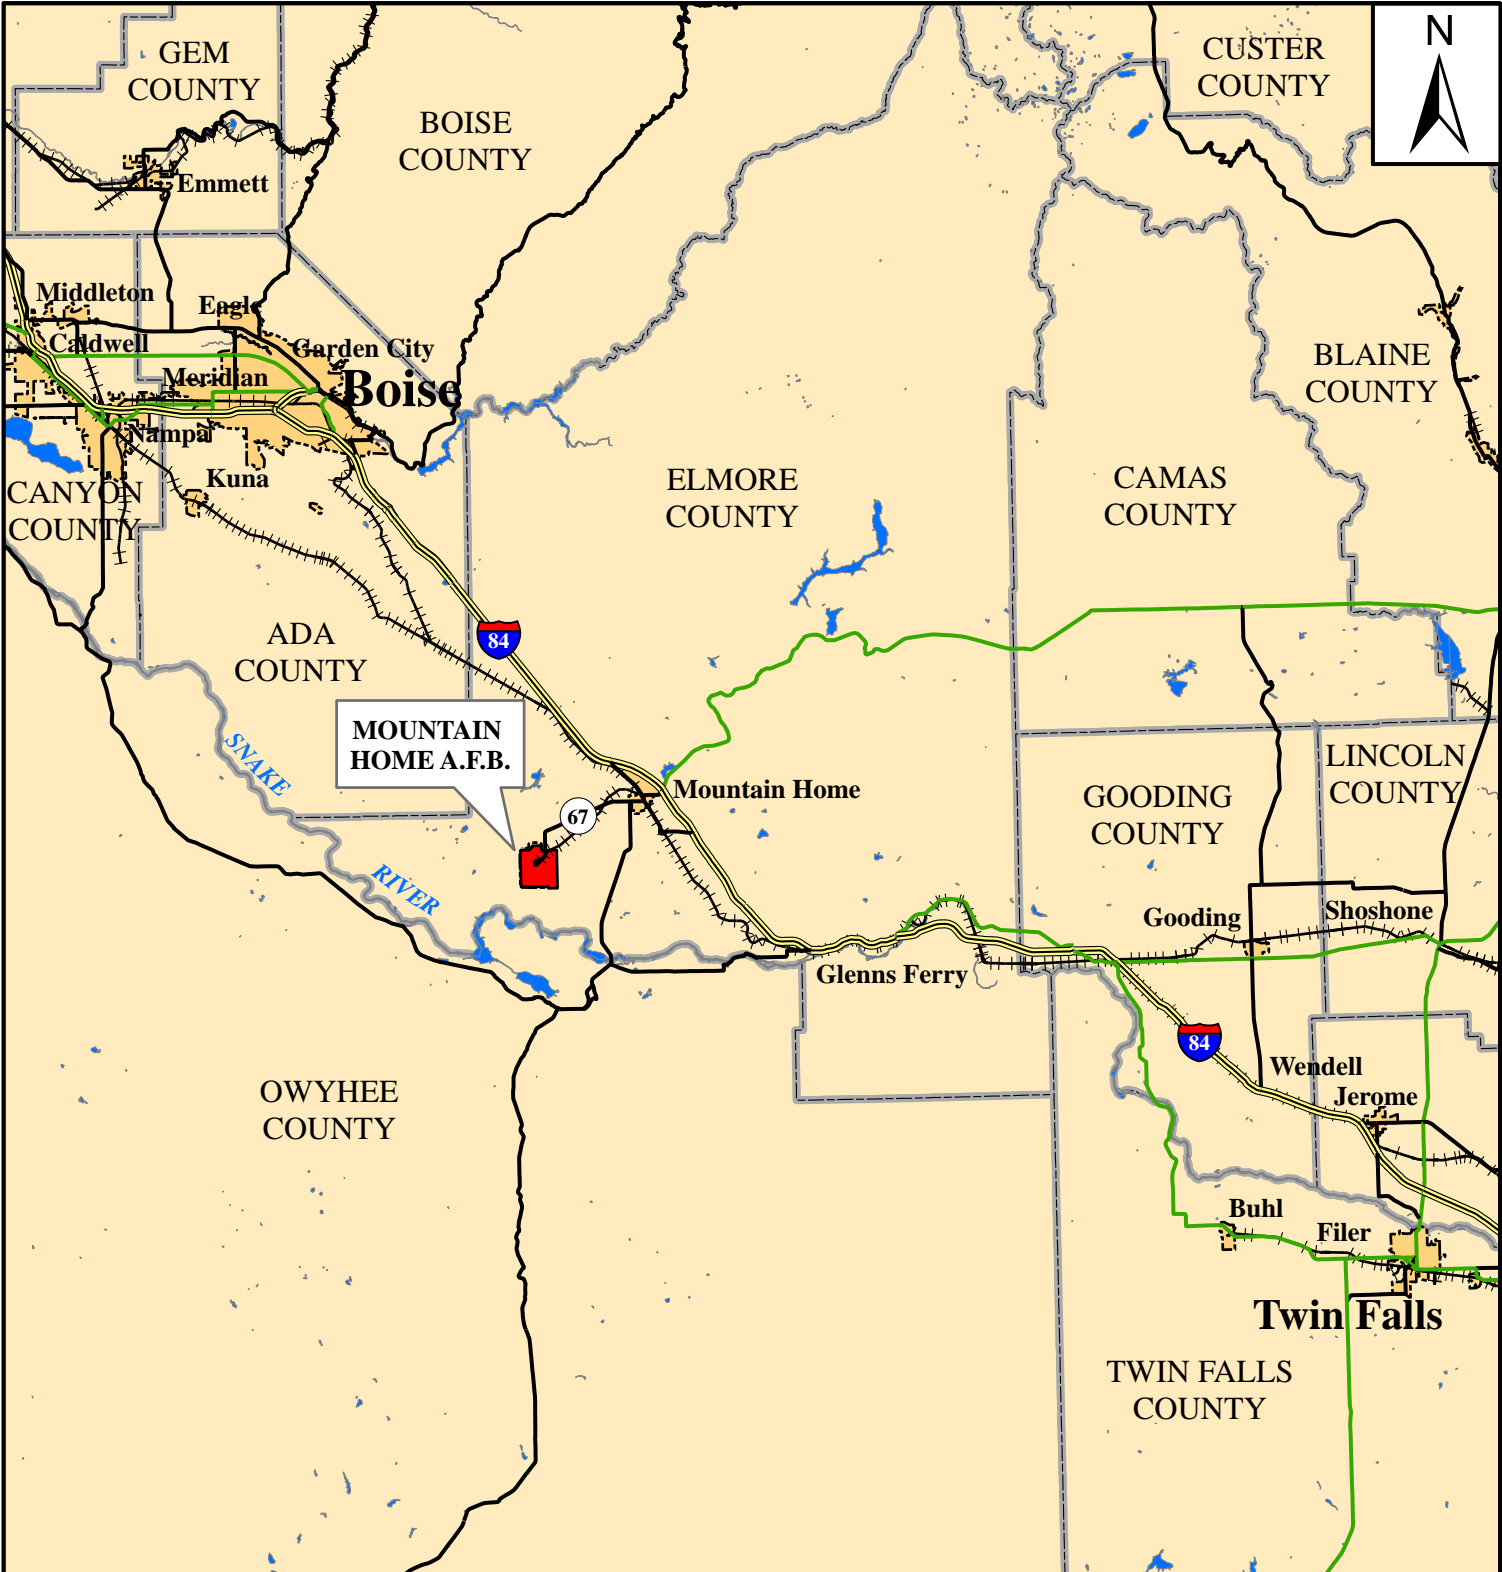 N
GEM
COUNTY
CUSTER
COUNTY
BOISE
COUNTY
Emmett
Middleton
Eagle
Caldwell
Garden City
Meridian
Boise
BLAINE
COUNTY
Nampa
Kuna
CANYON
COUNTY
ELMORE
COUNTY
CAMAS
COUNTY
ADA
COUNTY
84
MOUNTAIN
HOME A.F.B.
SNAKE
RIVER
67
Mountain Home
GOODING
COUNTY
LINCOLN
COUNTY
Gooding
Shoshone
Glenns Ferry
84
Wendell
Jerome
OWYHEE
COUNTY
Buhl
Filer
Twin Falls
TWIN FALLS
COUNTY